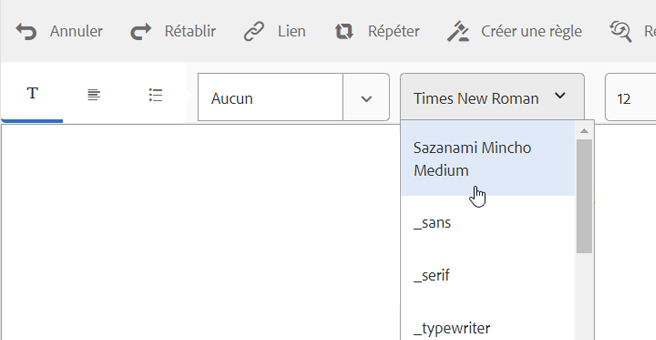 Annuler Rétablir Lien Répéter Créer une règle
T Aucun Times New Roman 12
Sazanami Mincho
Medium
_sans
_serif
_typewriter